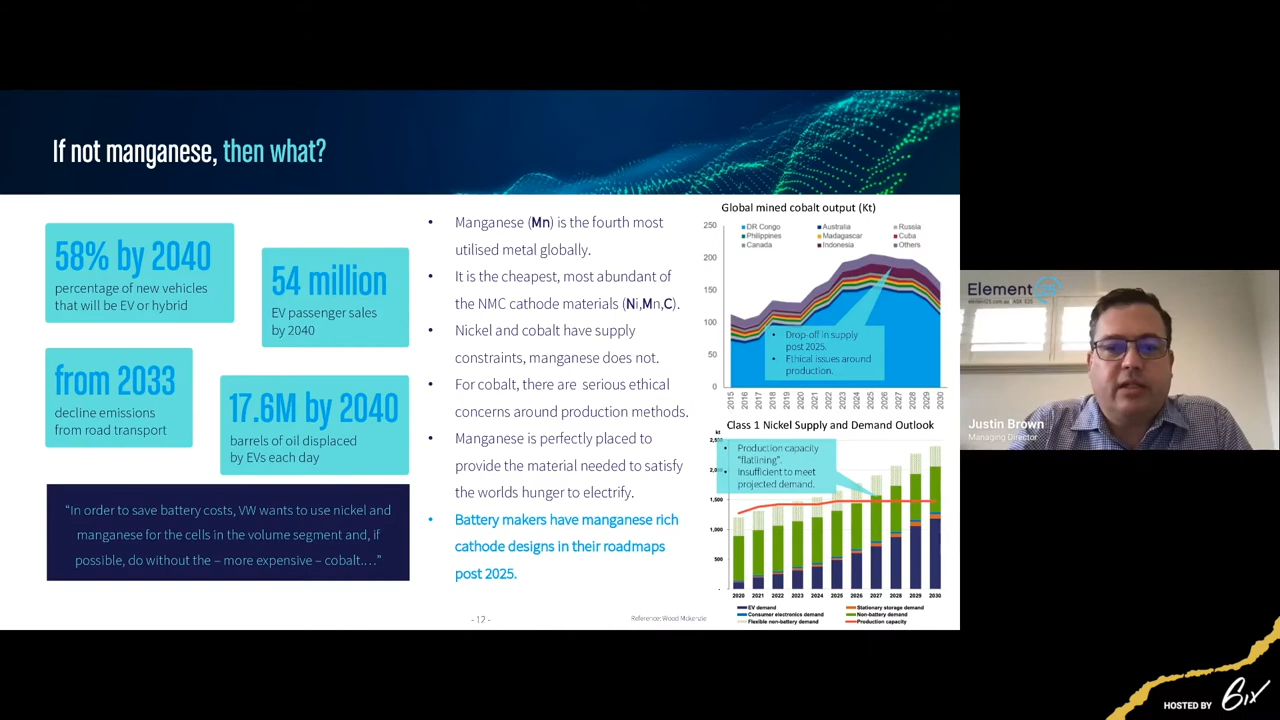 If not manganese, then what?
58% by 2040
percentage of new vehicles
that will be EV or hybrid
54 million
EV passenger sales
by 2040
from 2033
decline emissions
from road transport
17.6M by 2040
barrels of oil displaced
by EVs each day
“In order to save battery costs, VW wants to use nickel and
manganese for the cells in the volume segment and, if
possible, do without the – more expensive – cobalt….”
• Manganese (Mn) is the fourth most
utilised metal globally.
• It is the cheapest, most abundant of
the NMC cathode materials (Ni,Mn,C).
• Nickel and cobalt have supply
constraints, manganese does not.
• For cobalt, there are serious ethical
concerns around production methods.
• Manganese is perfectly placed to
provide the material needed to satisfy
the worlds hunger to electrify.
• Battery makers have manganese rich
cathode designs in their roadmaps
post 2025.
Global mined cobalt output (Kt)
250
200
150
100
50
0
DR Congo Australia Russia
Philippines Madagascar Cuba
Canada Indonesia Others
• Drop-off in supply
post 2025.
• Ethical issues around
production.
2015 2016 2017 2018 2019 2020 2021 2022 2023 2024 2025 2026 2027 2028 2029 2030
Class 1 Nickel Supply and Demand Outlook
kt
• Production capacity
“flatlining”.
• Insufficient to meet
projected demand.
1,500
1,000
500
-
2020 2021 2022 2023 2024 2025 2026 2027 2028 2029 2030
EV demand Stationary storage demand
Consumer electronics demand Non-battery demand
Flexible non-battery demand Production capacity
- 12 -
Reference: Wood Mckenzie
Element 25
element25.com.au | ASX: E25
Justin Brown
Managing Director
HOSTED BY 6ix